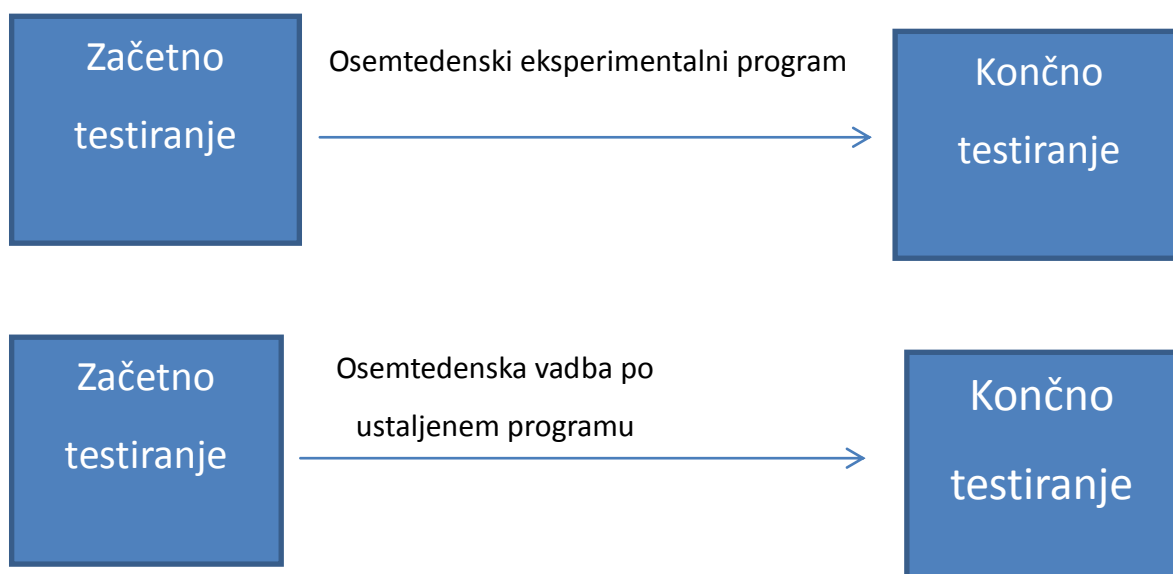 Začetno
testiranje
Osemtedenski eksperimentalni program
Končno
testiranje
Začetno
testiranje
Osemtedenska vadba po
ustaljenem programu
Končno
testiranje